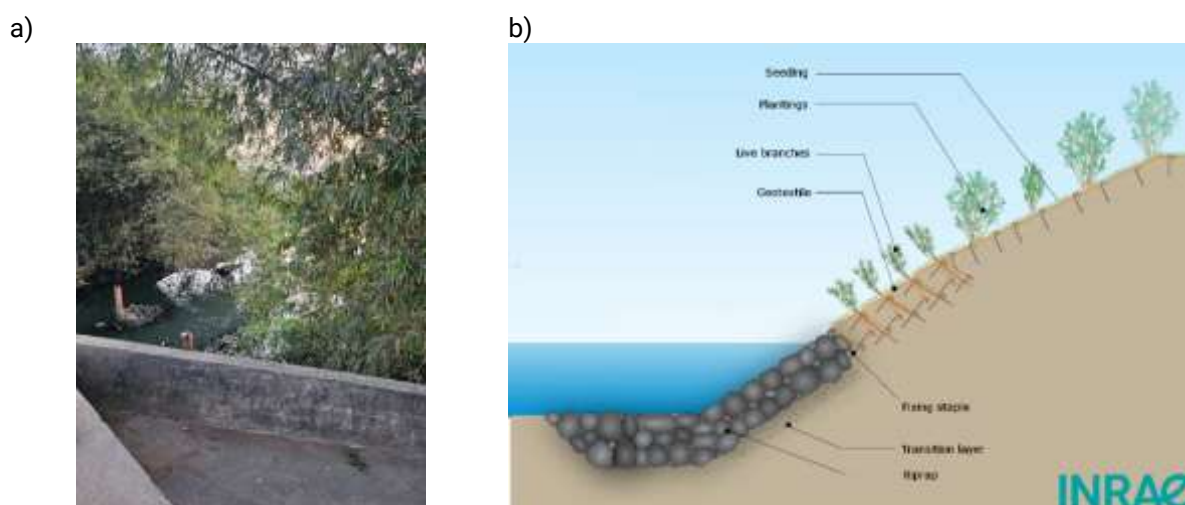 a)
b)
Seeding
Plantings
Live branches
Geotextile
Fixing staple
Transition layer
Riprap
INRAE